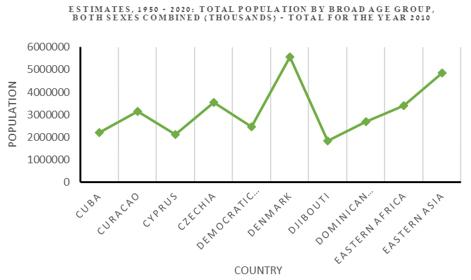 ESTIMATES, 1950 - 2020: TOTAL POPULATION BY BROAD AGE GROUP,
BOTH SEXES COMBINED (THOUSANDS) - TOTAL FOR THE YEAR 2010
POPULATION
6000000
5000000
4000000
3000000
2000000
1000000
0
CUBA
CURACAO
CYPRUS
CZECHIA
DEMOCRATIC...
DENMARK
DJIBOUTI
DOMINICAN...
EASTERN AFRICA
EASTERN ASIA
COUNTRY